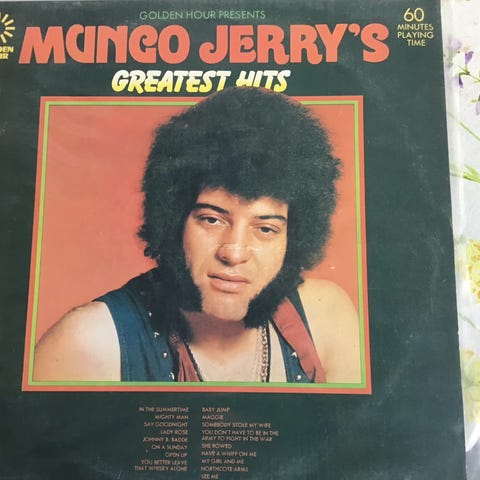 GOLDEN HOUR PRESENTS
60
MINUTES
PLAYING
TIME
MUNGO JERRY'S
GREATEST HITS
IN THE SUMMERTIME
MIGHTY MAN
SAY GOODNIGHT
LADY ROSE
JOHNNY B. BADDE
ON A SUNDAY
OPEN UP
YOU BETTER LEAVE
THAT WHISKY ALONE
BABY JUMP
MAGGIE
SOMEBODY STOLE MY WIFE
YOU DON'T HAVE TO BE IN THE
ARMY TO FIGHT IN THE WAR
SHE ROWED
HAVE A WHIFF ON ME
MY GIRL AND ME
NORTHCOTE ARMS
SEE ME